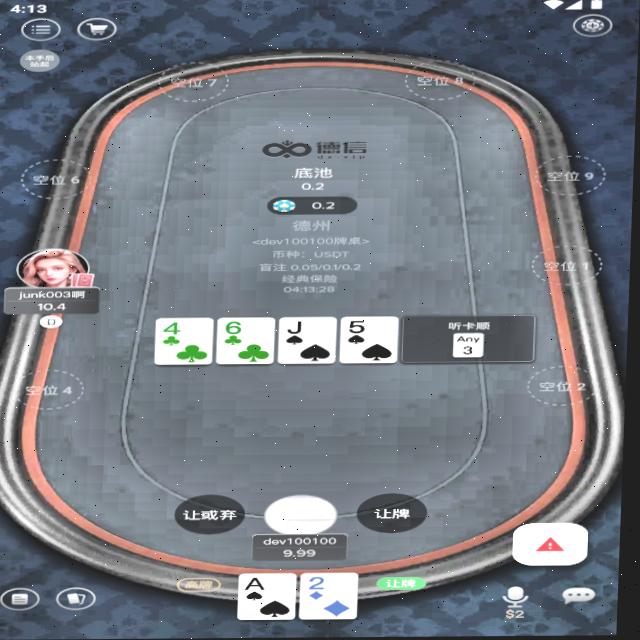 4:13
本手后
站起
空位 7
空位 8
德信
dx.vip
底池
0.2
0.2
空位 6
空位 9
德州
<dev100100牌桌>
币种: USDT
盲注 0.05/0.1/0.2
经典保险
04:13:28
空位 1
junk003啊
10.4
D
4
6
J
5
听卡顺
Any
3
空位 4
空位 2
让或弃
让牌
dev100100
9.99
高牌
A
2
让牌
$2